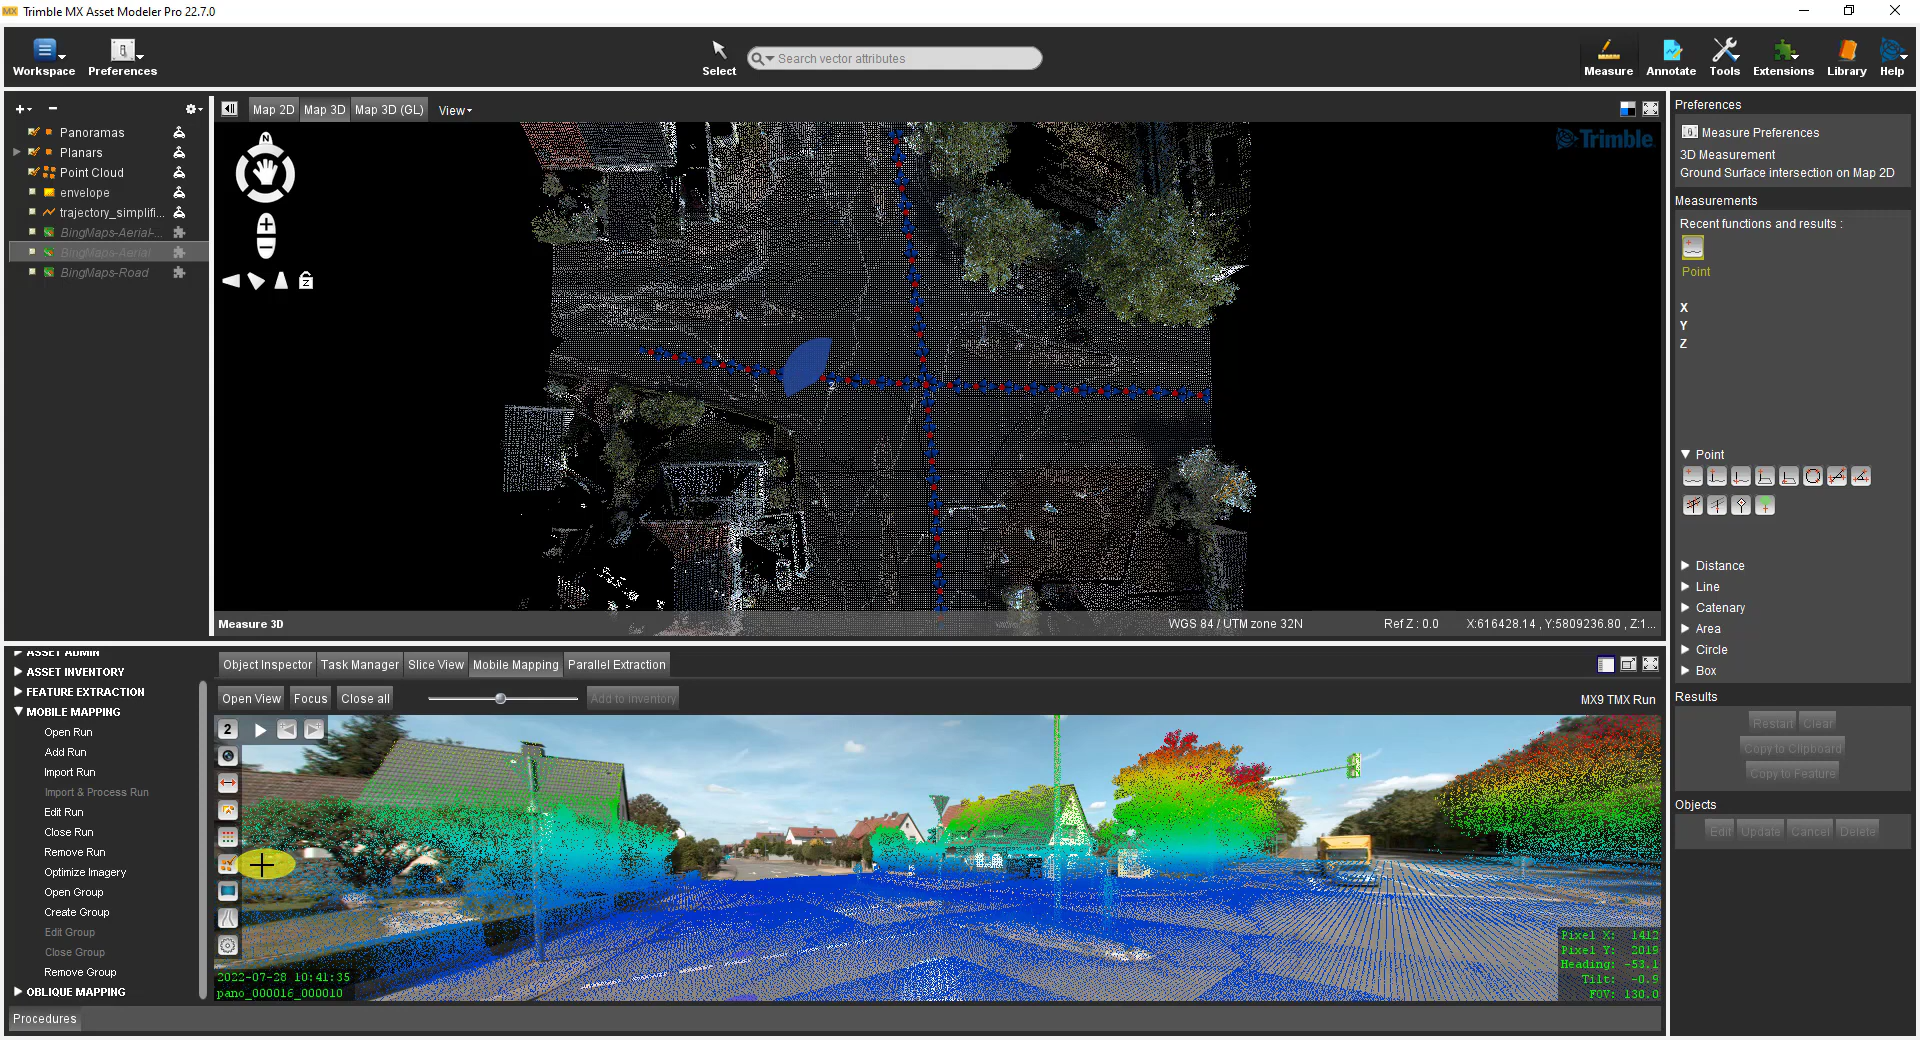 MX Trimble MX Asset Modeler Pro 22.7.0
Workspace
Preferences
Select
Search vector attributes
Measure
Annotate
Tools
Extensions
Library
Help
Panoramas
Planars
Point Cloud
envelope
trajectory_simplifi...
BingMaps-Aerial-...
BingMaps-Aerial
BingMaps-Road
Map 2D
Map 3D
Map 3D (GL)
View
N
Z
Trimble
2
Measure 3D
WGS 84 / UTM zone 32N
Ref Z : 0.0
X:616428.14 , Y:5809236.80 , Z:1...
Preferences
Measure Preferences
3D Measurement
Ground Surface intersection on Map 2D
Measurements
Recent functions and results :
Point
X
Y
Z
Point
Distance
Line
Catenary
Area
Circle
Box
Results
Restart
Clear
Copy to Clipboard
Copy to Feature
Objects
Edit
Update
Cancel
Delete
ASSET ADMIN
ASSET INVENTORY
FEATURE EXTRACTION
MOBILE MAPPING
Open Run
Add Run
Import Run
Import & Process Run
Edit Run
Close Run
Remove Run
Optimize Imagery
Open Group
Create Group
Edit Group
Close Group
Remove Group
OBLIQUE MAPPING
Procedures
Object Inspector
Task Manager
Slice View
Mobile Mapping
Parallel Extraction
Open View
Focus
Close all
Add to inventory
MX9 TMX Run
2
2022-07-28 10:41:35
pano_000016_000010
Pixel X: 1412
Pixel Y: 2019
Heading: -53.1
Tilt: -0.9
FOV: 130.0